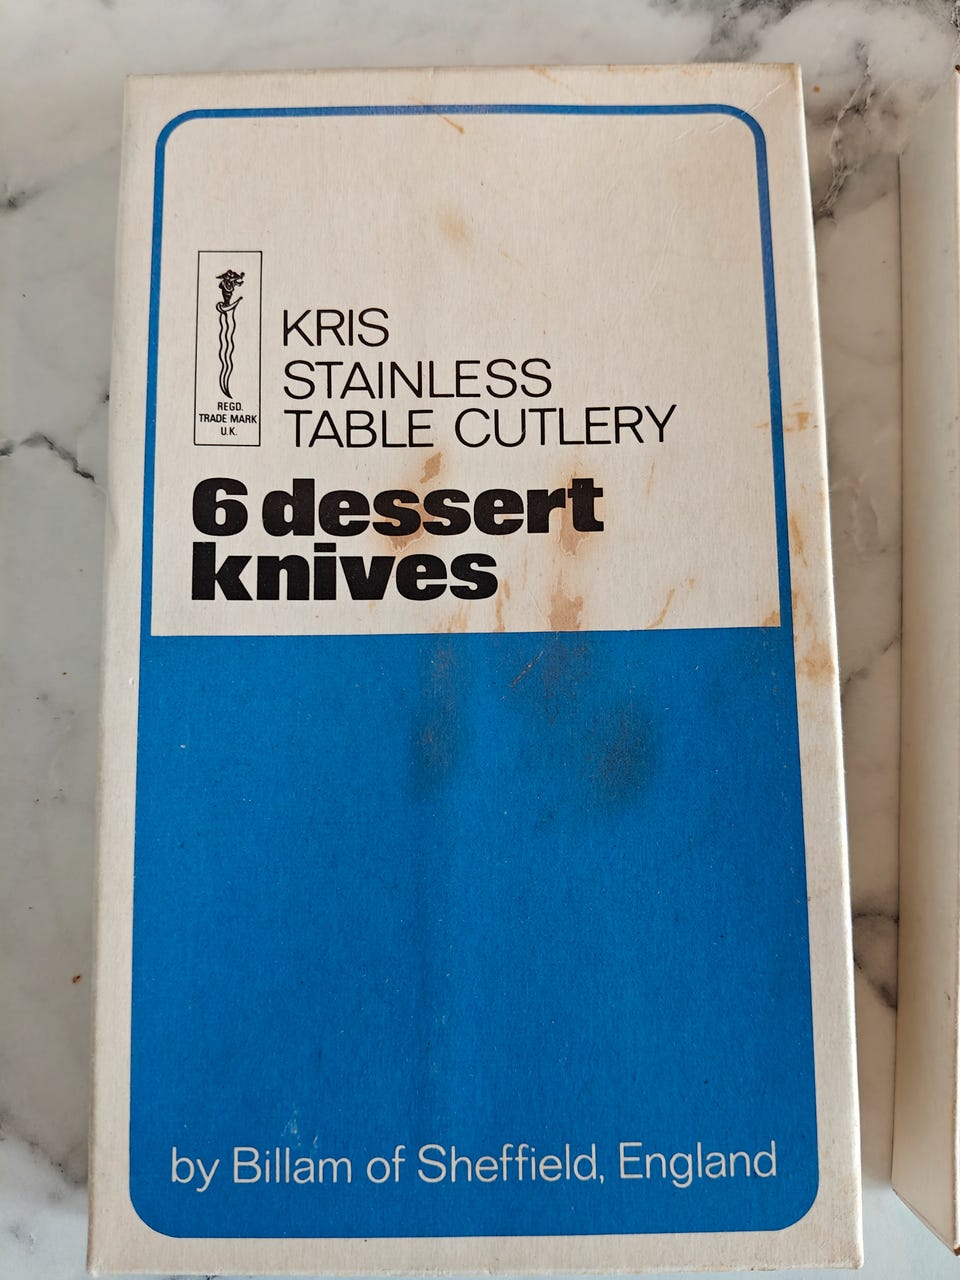 REGD.
TRADE MARK
U.K.
KRIS
STAINLESS
TABLE CUTLERY
6 dessert
knives
by Billam of Sheffield, England